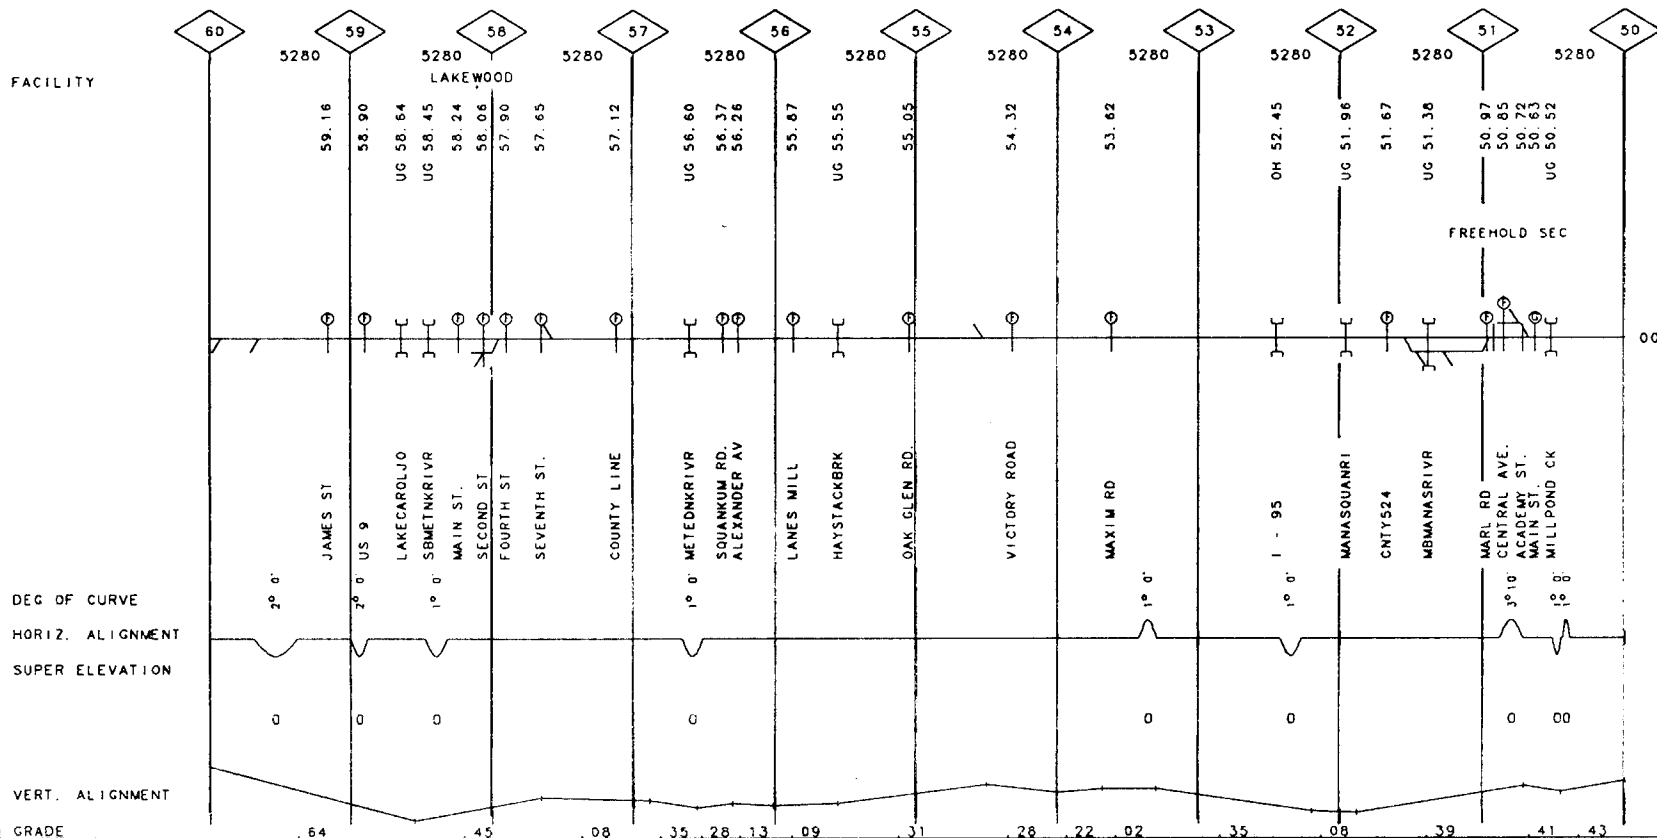 60 59 58 57 56 55 54 53 52 51 50
5280 5280 5280 5280 5280 5280 5280 5280 5280 5280
FACILITY
LAKEWOOD
59.16 58.90 UG 58.64 UG 58.45 58.24 58.06 57.90 57.65 57.12 UG 56.60 56.37 56.26 55.87 UG 55.55 55.05 54.32 53.62 OH 52.45 UG 51.96 51.67 UG 51.38 50.97 50.85 50.72 50.63 UG 50.52
FREEHOLD SEC
F F F F F F F F F F F F F F F F F G
00
JAMES ST
US 9
LAKECAROLJO
SBMETNKRIVR
MAIN ST.
SECOND ST
FOURTH ST
SEVENTH ST.
COUNTY LINE
METEDNKRIVR
SQUANKUM RD.
ALEXANDER AV
LANES MILL
HAYSTACKBRK
OAK GLEN RD.
VICTORY ROAD
MAXIM RD
I - 95
MANASQUANRI
CNTY524
MBMANASRIVR
MARL RD
CENTRAL AVE.
ACADEMY ST.
MAIN ST.
MILLPOND CK
DEG OF CURVE
2° 0' 2° 0' 1° 0' 1° 0' 1° 0' 1° 0' 3° 10' 1° 0' 1° 0'
HORIZ. ALIGNMENT
SUPER ELEVATION
0 0 0 0 0 0 0 00
VERT. ALIGNMENT
GRADE
.64 .45 .08 .35 .28 .13 .09 .31 .28 .22 .02 .35 .08 .39 .41 .43